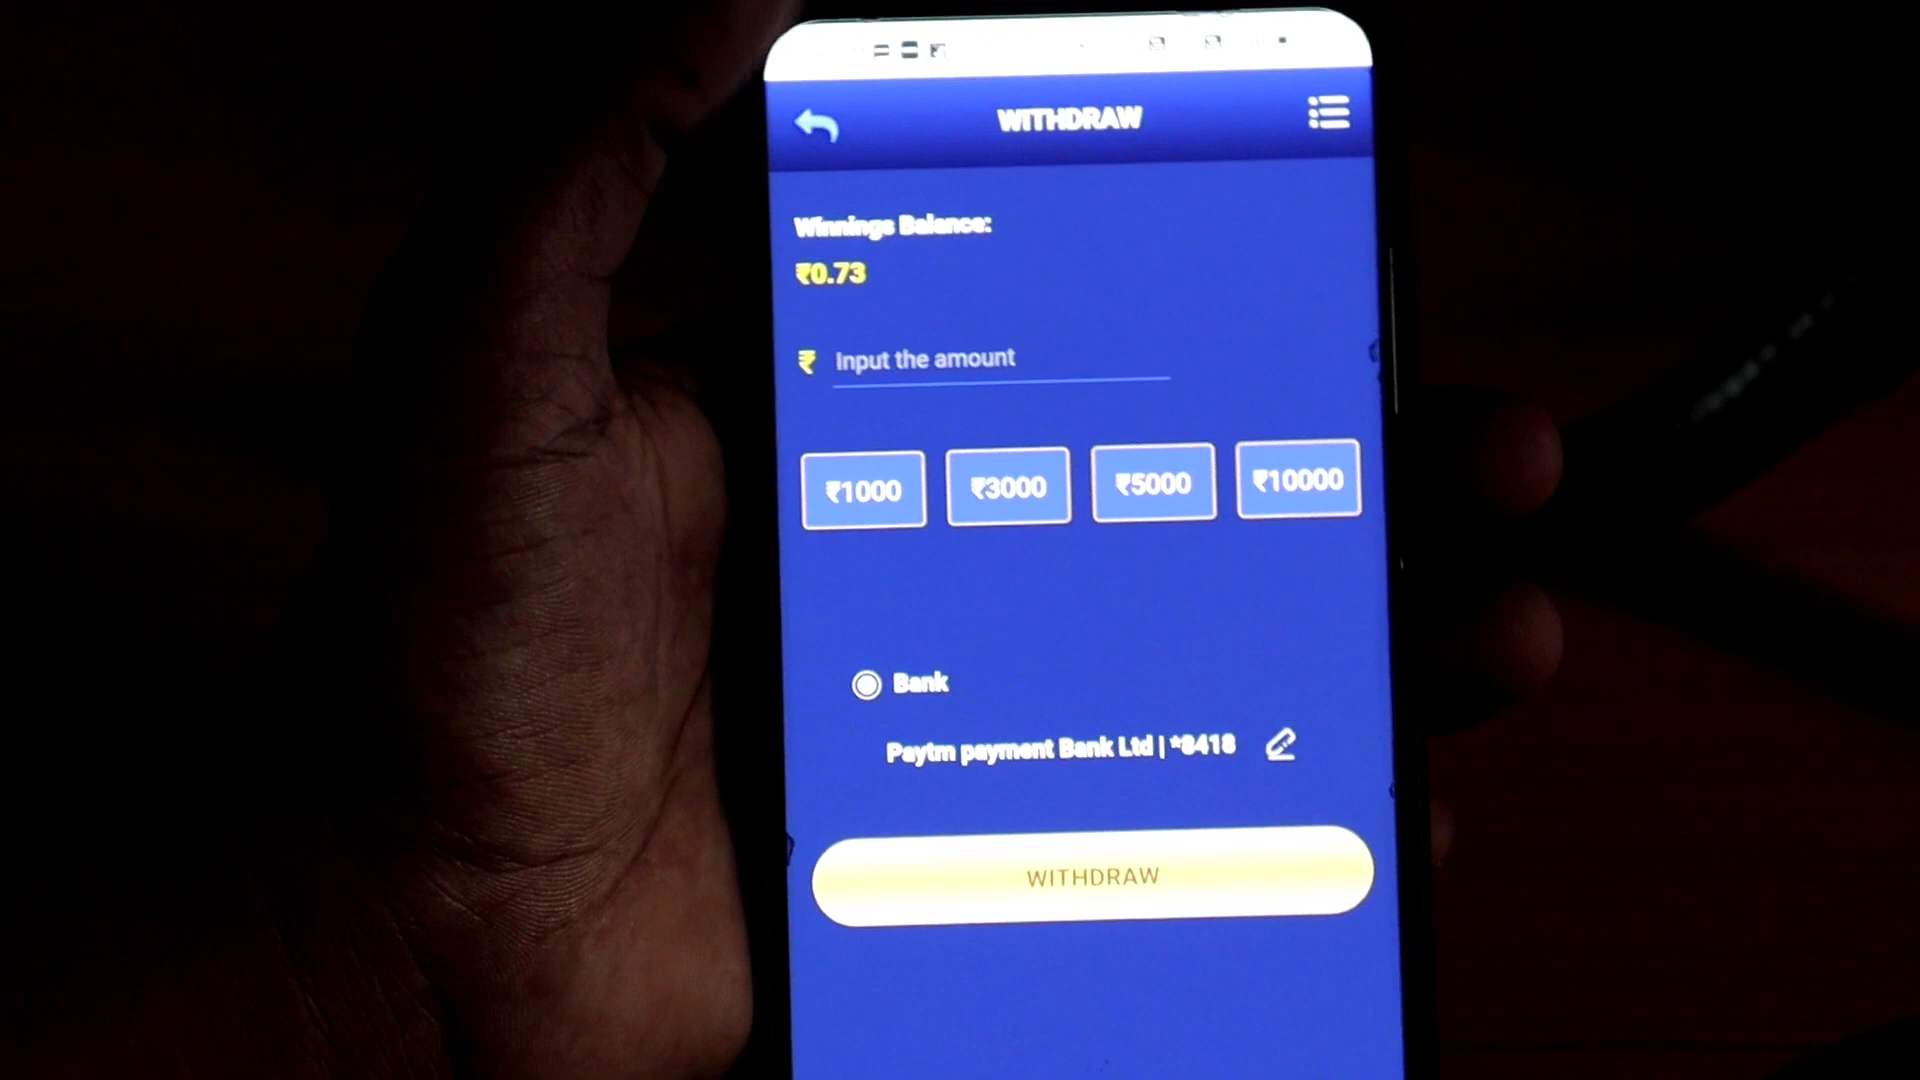 WITHDRAW
Winnings Balance:
₹0.73
₹ Input the amount
₹1000 ₹3000 ₹5000 ₹10000
Bank
Paytm payment Bank Ltd | *8418
WITHDRAW